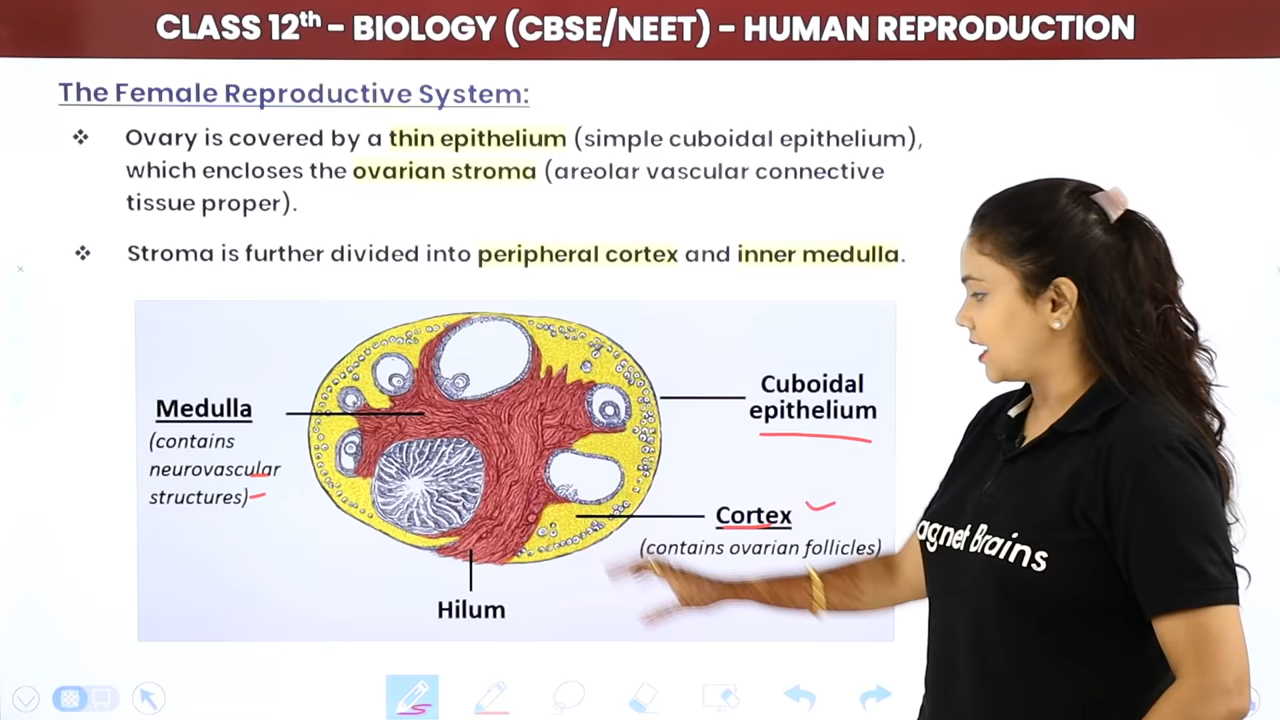 CLASS 12th – BIOLOGY (CBSE/NEET) – HUMAN REPRODUCTION
The Female Reproductive System:
❖ Ovary is covered by a thin epithelium (simple cuboidal epithelium),
which encloses the ovarian stroma (areolar vascular connective
tissue proper).
❖ Stroma is further divided into peripheral cortex and inner medulla.
Medulla
(contains
neurovascular
structures)
Cuboidal
epithelium
Cortex
(contains ovarian follicles)
Hilum
agnet Brains